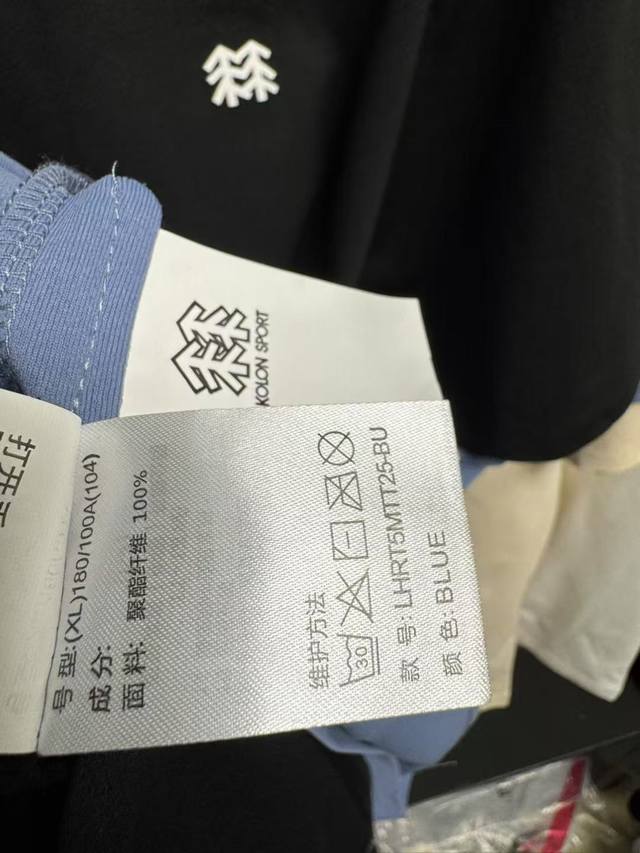 KOLON SPORT
号型:(XL)180/100A(104)
成分:
面料: 聚酯纤维 100%
维护方法
30
款 号: LHRT5MTT25-BU
颜 色: BLUE
打开